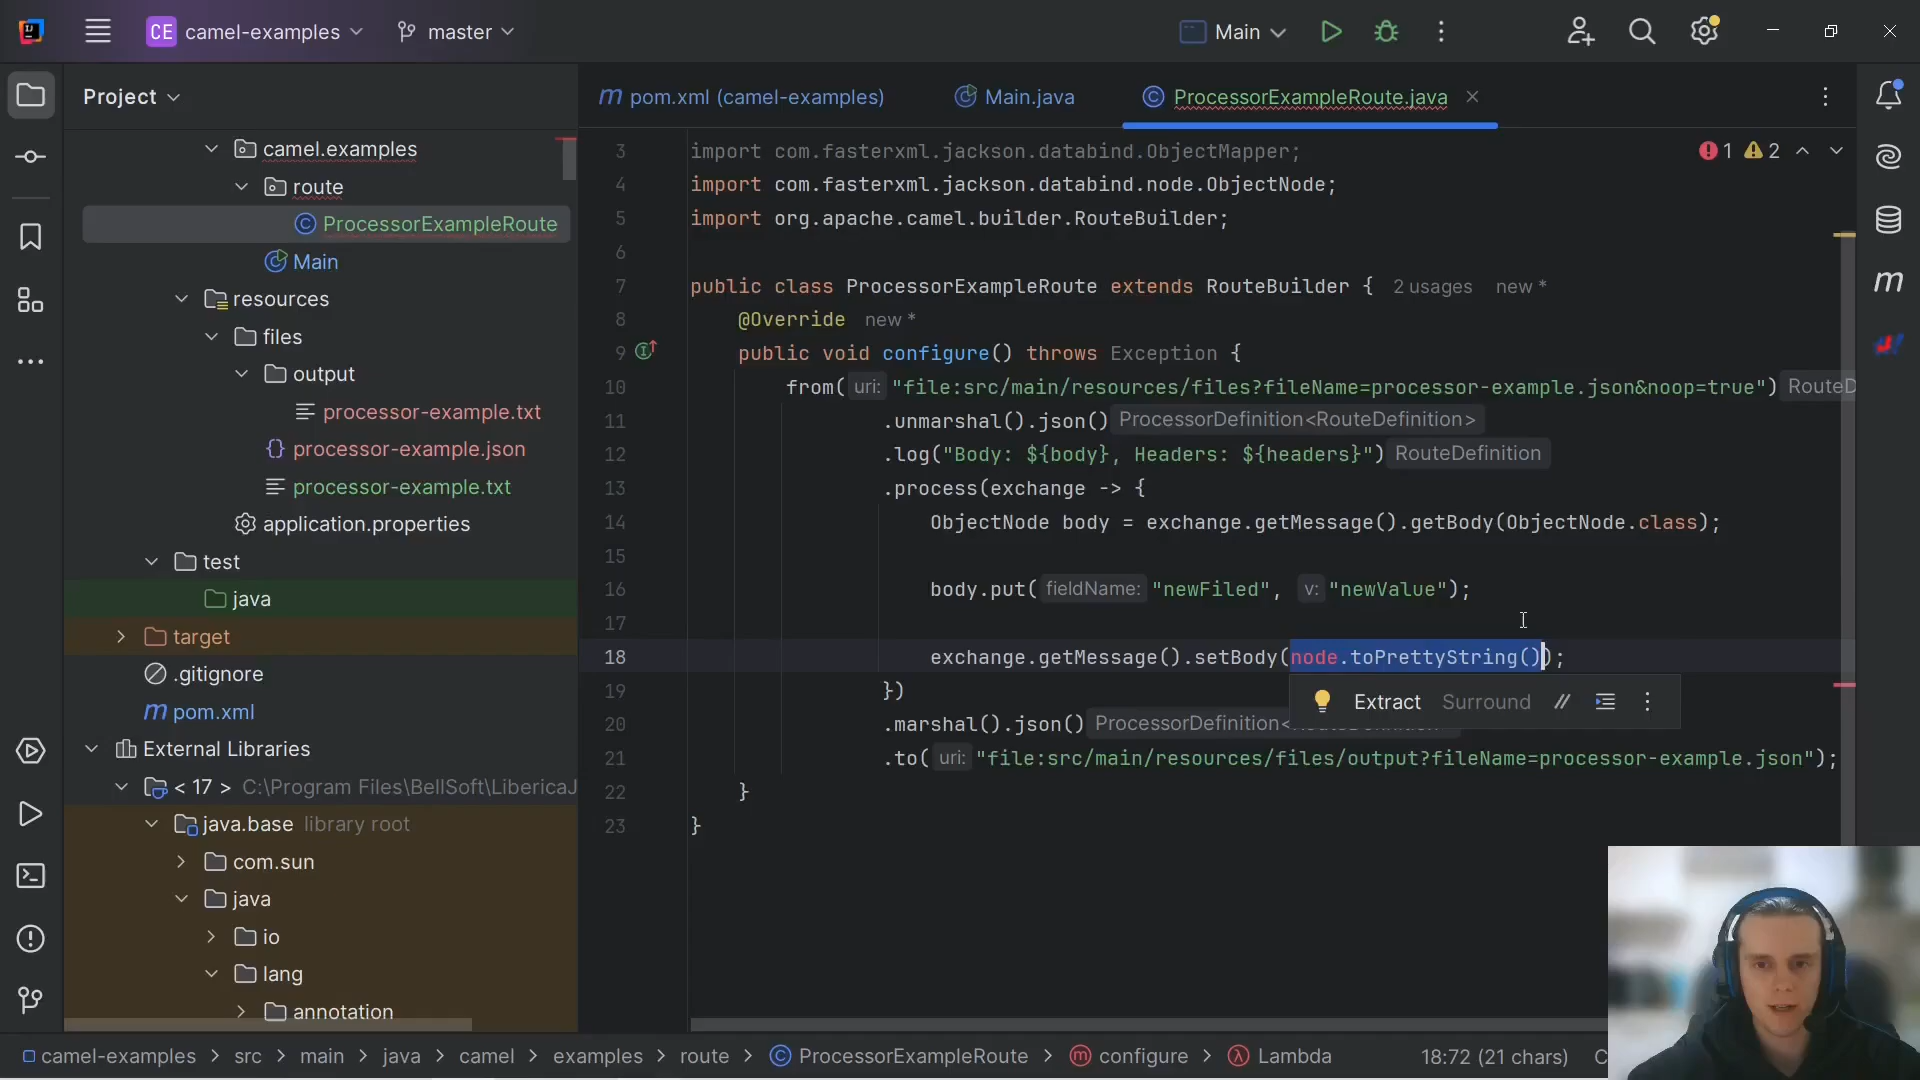 CE camel-examples master Main
Project
camel.examples
route
ProcessorExampleRoute
Main
resources
files
output
processor-example.txt
processor-example.json
processor-example.txt
application.properties
test
java
target
.gitignore
m pom.xml
External Libraries
< 17 > C:\Program Files\BellSoft\LibericaJ
java.base library root
com.sun
java
io
lang
annotation
m pom.xml (camel-examples) Main.java ProcessorExampleRoute.java
1 2
3 import com.fasterxml.jackson.databind.ObjectMapper;
4 import com.fasterxml.jackson.databind.node.ObjectNode;
5 import org.apache.camel.builder.RouteBuilder;
6
7 public class ProcessorExampleRoute extends RouteBuilder { 2 usages new *
8 @Override new *
9 public void configure() throws Exception {
10 from( uri: "file:src/main/resources/files?fileName=processor-example.json&noop=true")
11 .unmarshal().json() ProcessorDefinition<RouteDefinition>
12 .log("Body: ${body}, Headers: ${headers}") RouteDefinition
13 .process(exchange -> {
14 ObjectNode body = exchange.getMessage().getBody(ObjectNode.class);
15
16 body.put( fieldName: "newFiled", v: "newValue");
17
18 exchange.getMessage().setBody(node.toPrettyString());
19 })
Extract Surround //
20 .marshal().json() ProcessorDefinition
21 .to( uri: "file:src/main/resources/files/output?fileName=processor-example.json");
22 }
23 }
camel-examples > src > main > java > camel > examples > route > ProcessorExampleRoute > configure > Lambda 18:72 (21 chars)